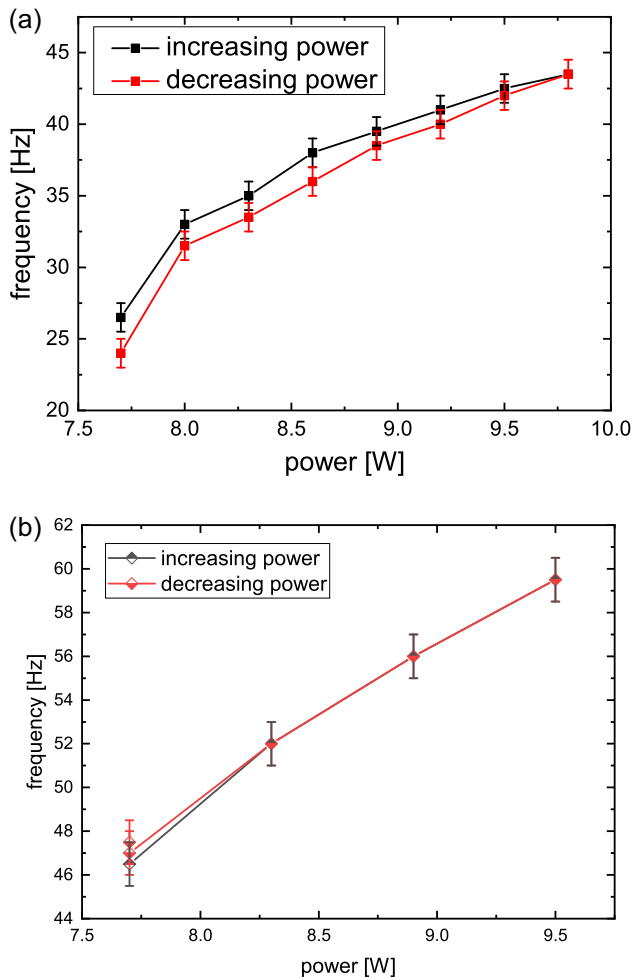 (a)
increasing power
decreasing power
45
40
35
30
25
20
frequency [Hz]
7.5 8.0 8.5 9.0 9.5 10.0
power [W]
(b)
increasing power
decreasing power
62
60
58
56
54
52
50
48
46
44
frequency [Hz]
7.5 8.0 8.5 9.0 9.5
power [W]